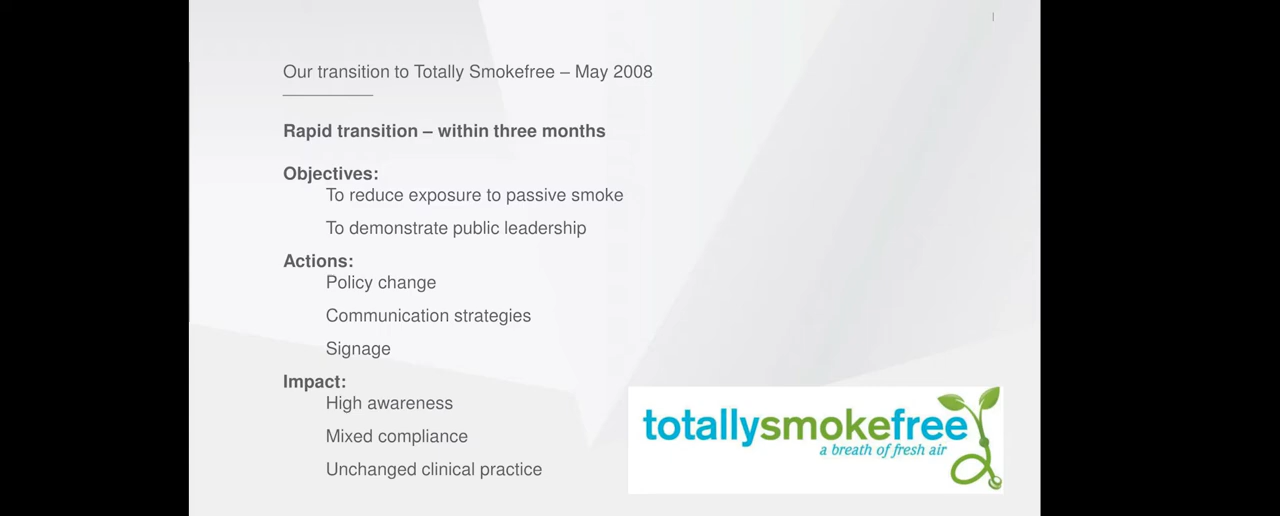 Our transition to Totally Smokefree – May 2008
Rapid transition – within three months
Objectives:
To reduce exposure to passive smoke
To demonstrate public leadership
Actions:
Policy change
Communication strategies
Signage
Impact:
High awareness
Mixed compliance
Unchanged clinical practice
totallysmokefree
a breath of fresh air